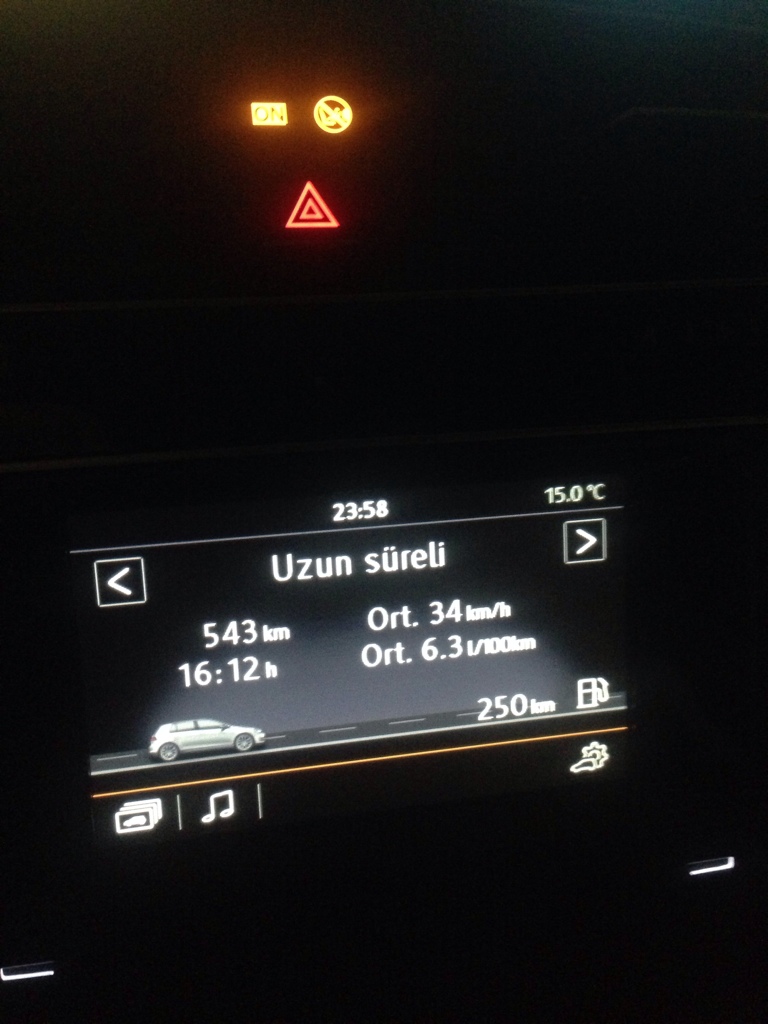 ON
23:58
15.0°C
Uzun süreli
543 km
Ort. 34 km/h
16:12 h
Ort. 6.3 l/100km
250 km